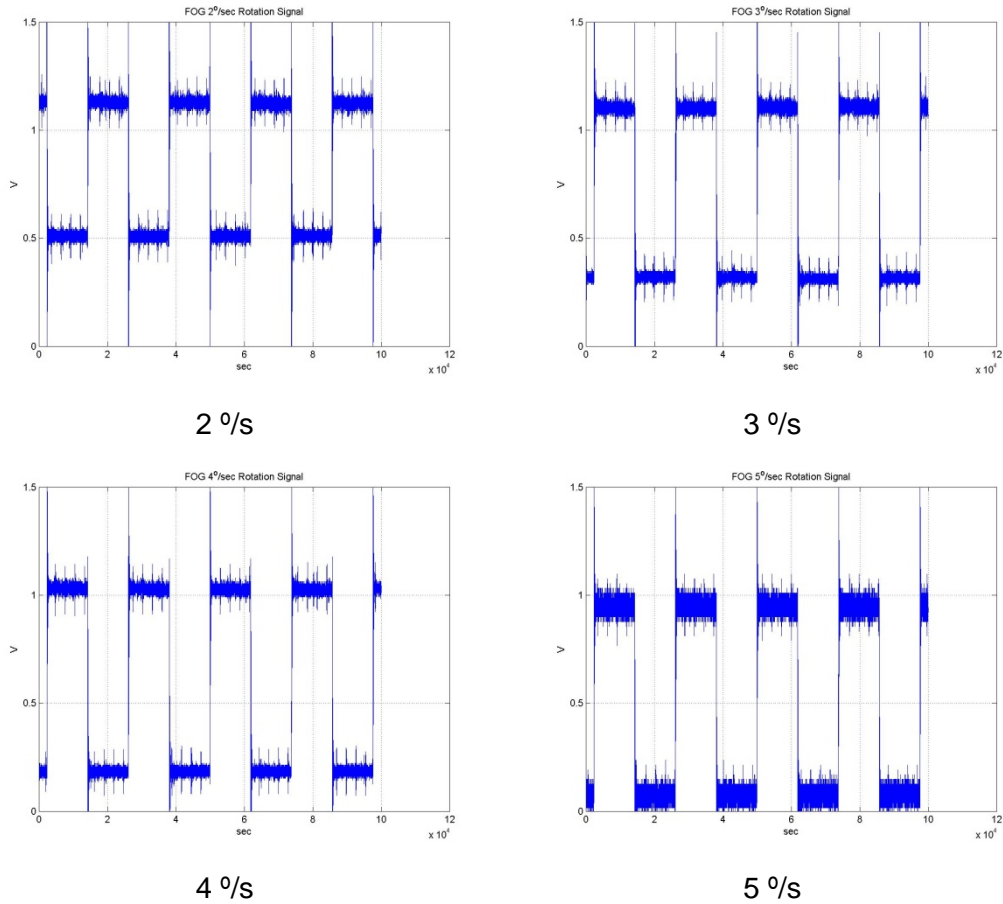 FOG 2º/sec Rotation Signal
1.5
1
0.5
0
V
0 2 4 6 8 10 12
sec
x 10⁴
2 º/s
FOG 3º/sec Rotation Signal
1.5
1
0.5
0
V
0 2 4 6 8 10 12
sec
x 10⁴
3 º/s
FOG 4º/sec Rotation Signal
1.5
1
0.5
0
V
0 2 4 6 8 10 12
sec
x 10⁴
4 º/s
FOG 5º/sec Rotation Signal
1.5
1
0.5
0
V
0 2 4 6 8 10 12
sec
x 10⁴
5 º/s